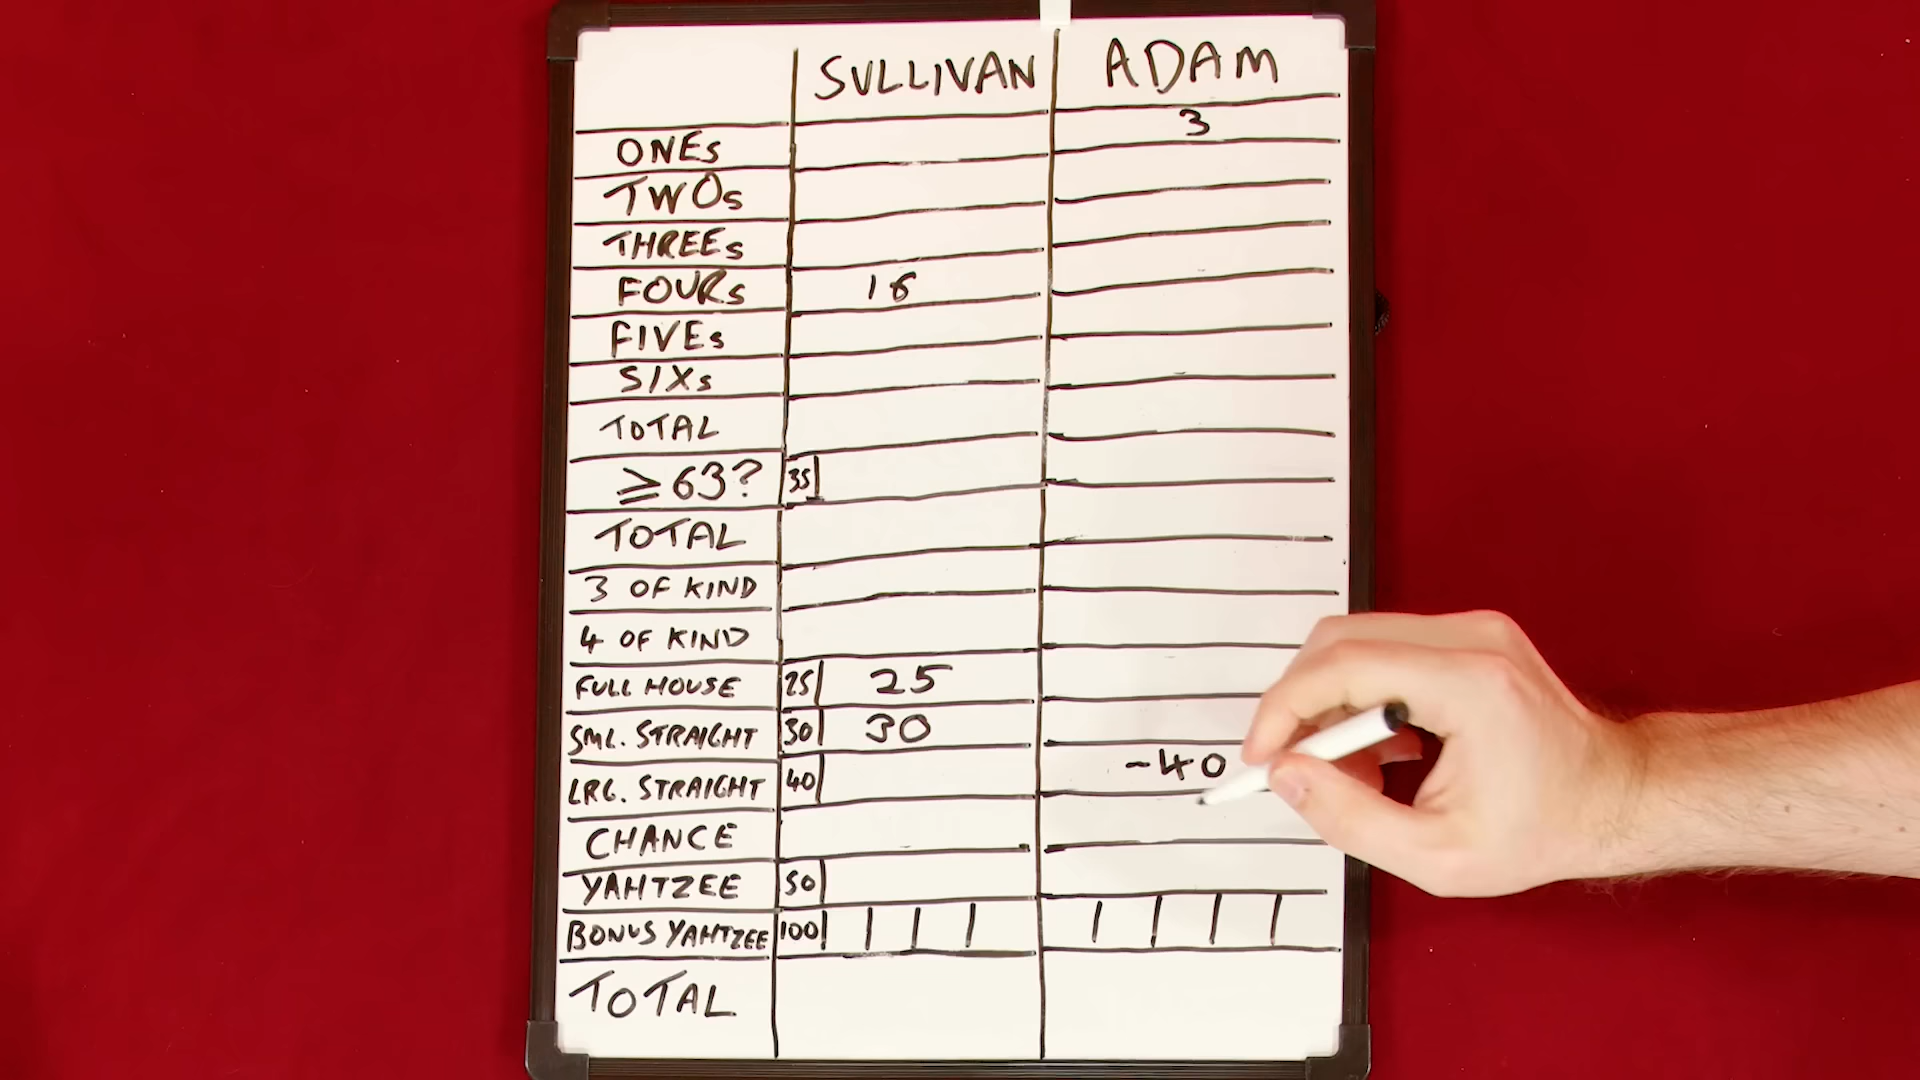 SULLIVAN ADAM
ONEs 3
TWOs
THREEs
FOURs 16
FIVEs
SIXs
TOTAL
≥63? 35
TOTAL
3 OF KIND
4 OF KIND
FULL HOUSE 25 25
SML. STRAIGHT 30 30
LRG. STRAIGHT 40 -40
CHANCE
YAHTZEE 50
BONUS YAHTZEE 100
TOTAL